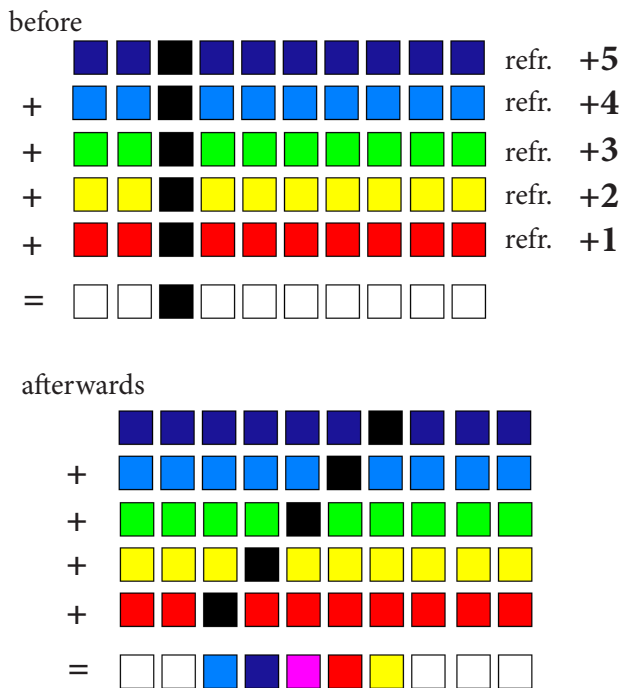 before
refr. +5
+ refr. +4
+ refr. +3
+ refr. +2
+ refr. +1
=
afterwards
+
+
+
+
=